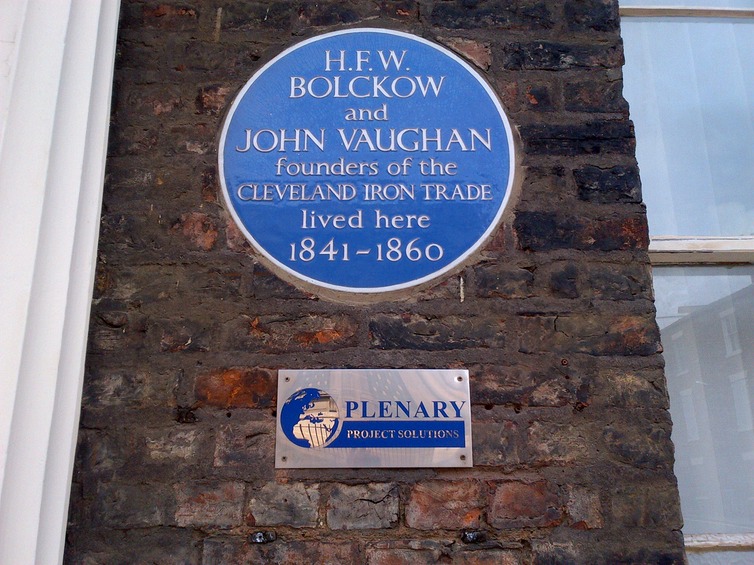 H.F.W.
BOLCKOW
and
JOHN VAUGHAN
founders of the
CLEVELAND IRON TRADE
lived here
1841-1860
PLENARY
PROJECT SOLUTIONS